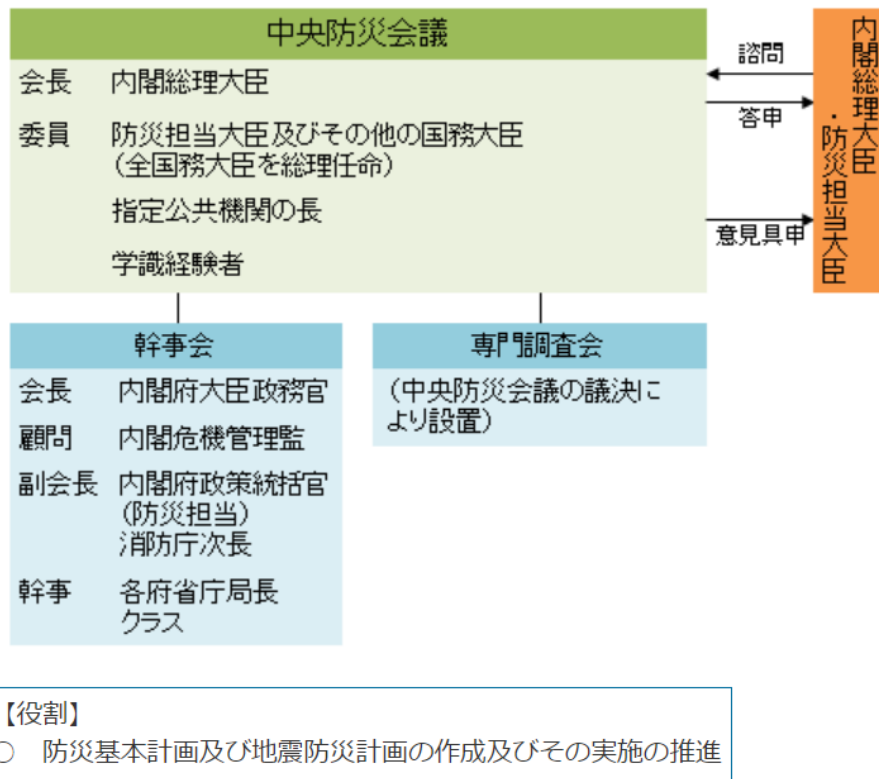 中央防災会議
会長 内閣総理大臣
委員 防災担当大臣及びその他の国務大臣
(全国務大臣を総理任命)
指定公共機関の長
学識経験者
諮問
答申
意見具申
内閣総理大臣
・防災担当大臣
幹事会
会長 内閣府大臣政務官
顧問 内閣危機管理監
副会長 内閣府政策統括官
(防災担当)
消防庁次長
幹事 各府省庁局長
クラス
専門調査会
(中央防災会議の議決に
より設置)
【役割】
○ 防災基本計画及び地震防災計画の作成及びその実施の推進